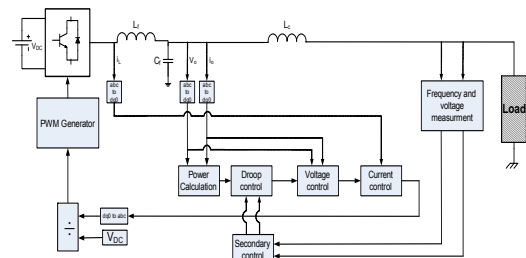 L_f
L_c
V_DC
i_L
C_f
V_o
i_o
abc
to
dq0
abc
to
dq0
abc
to
dq0
Frequency and
voltage
measurment
Load
PWM Generator
Power
Calculation
Droop
control
Voltage
control
Current
control
÷
dq0 to abc
V_DC
Secondary
control